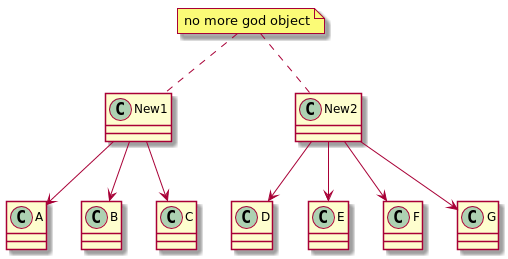 no more god object
C New1
C New2
C A
C B
C C
C D
C E
C F
C G